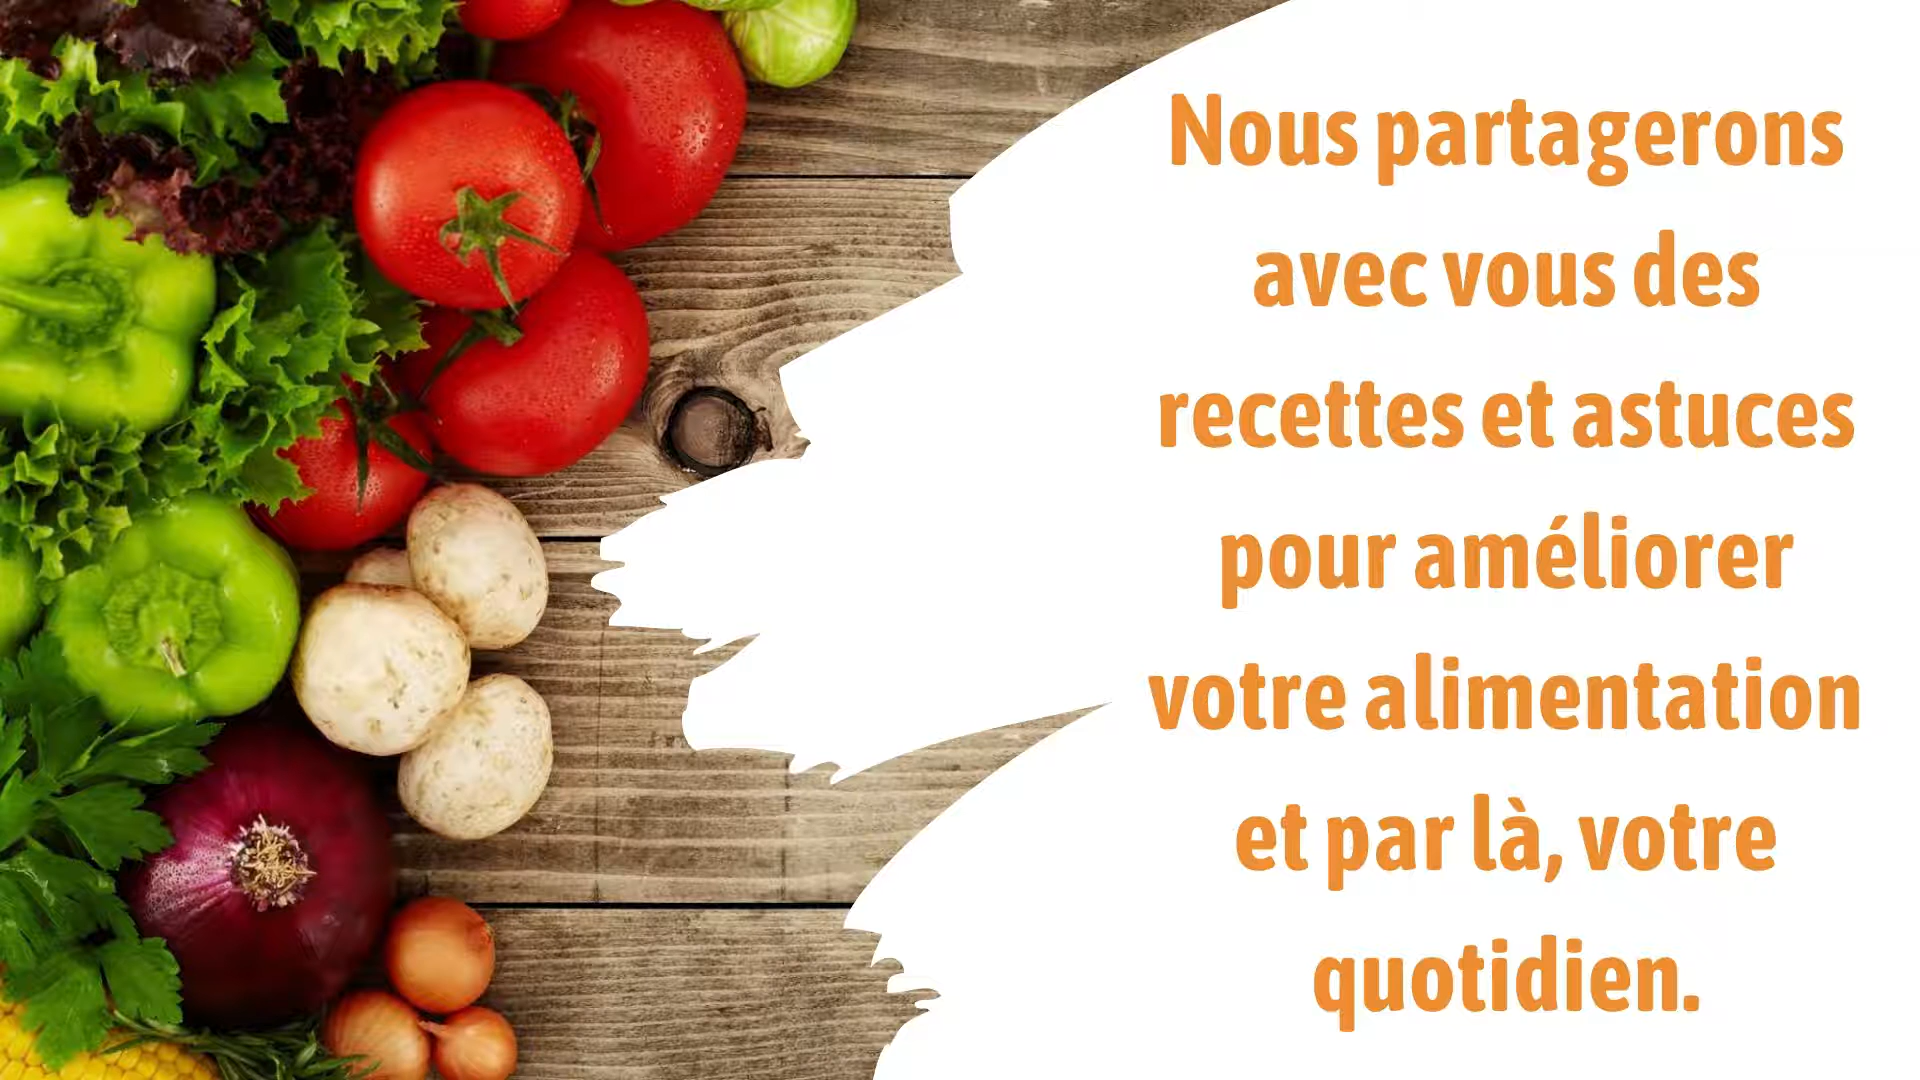 Nous partagerons
avec vous des
recettes et astuces
pour améliorer
votre alimentation
et par là, votre
quotidien.